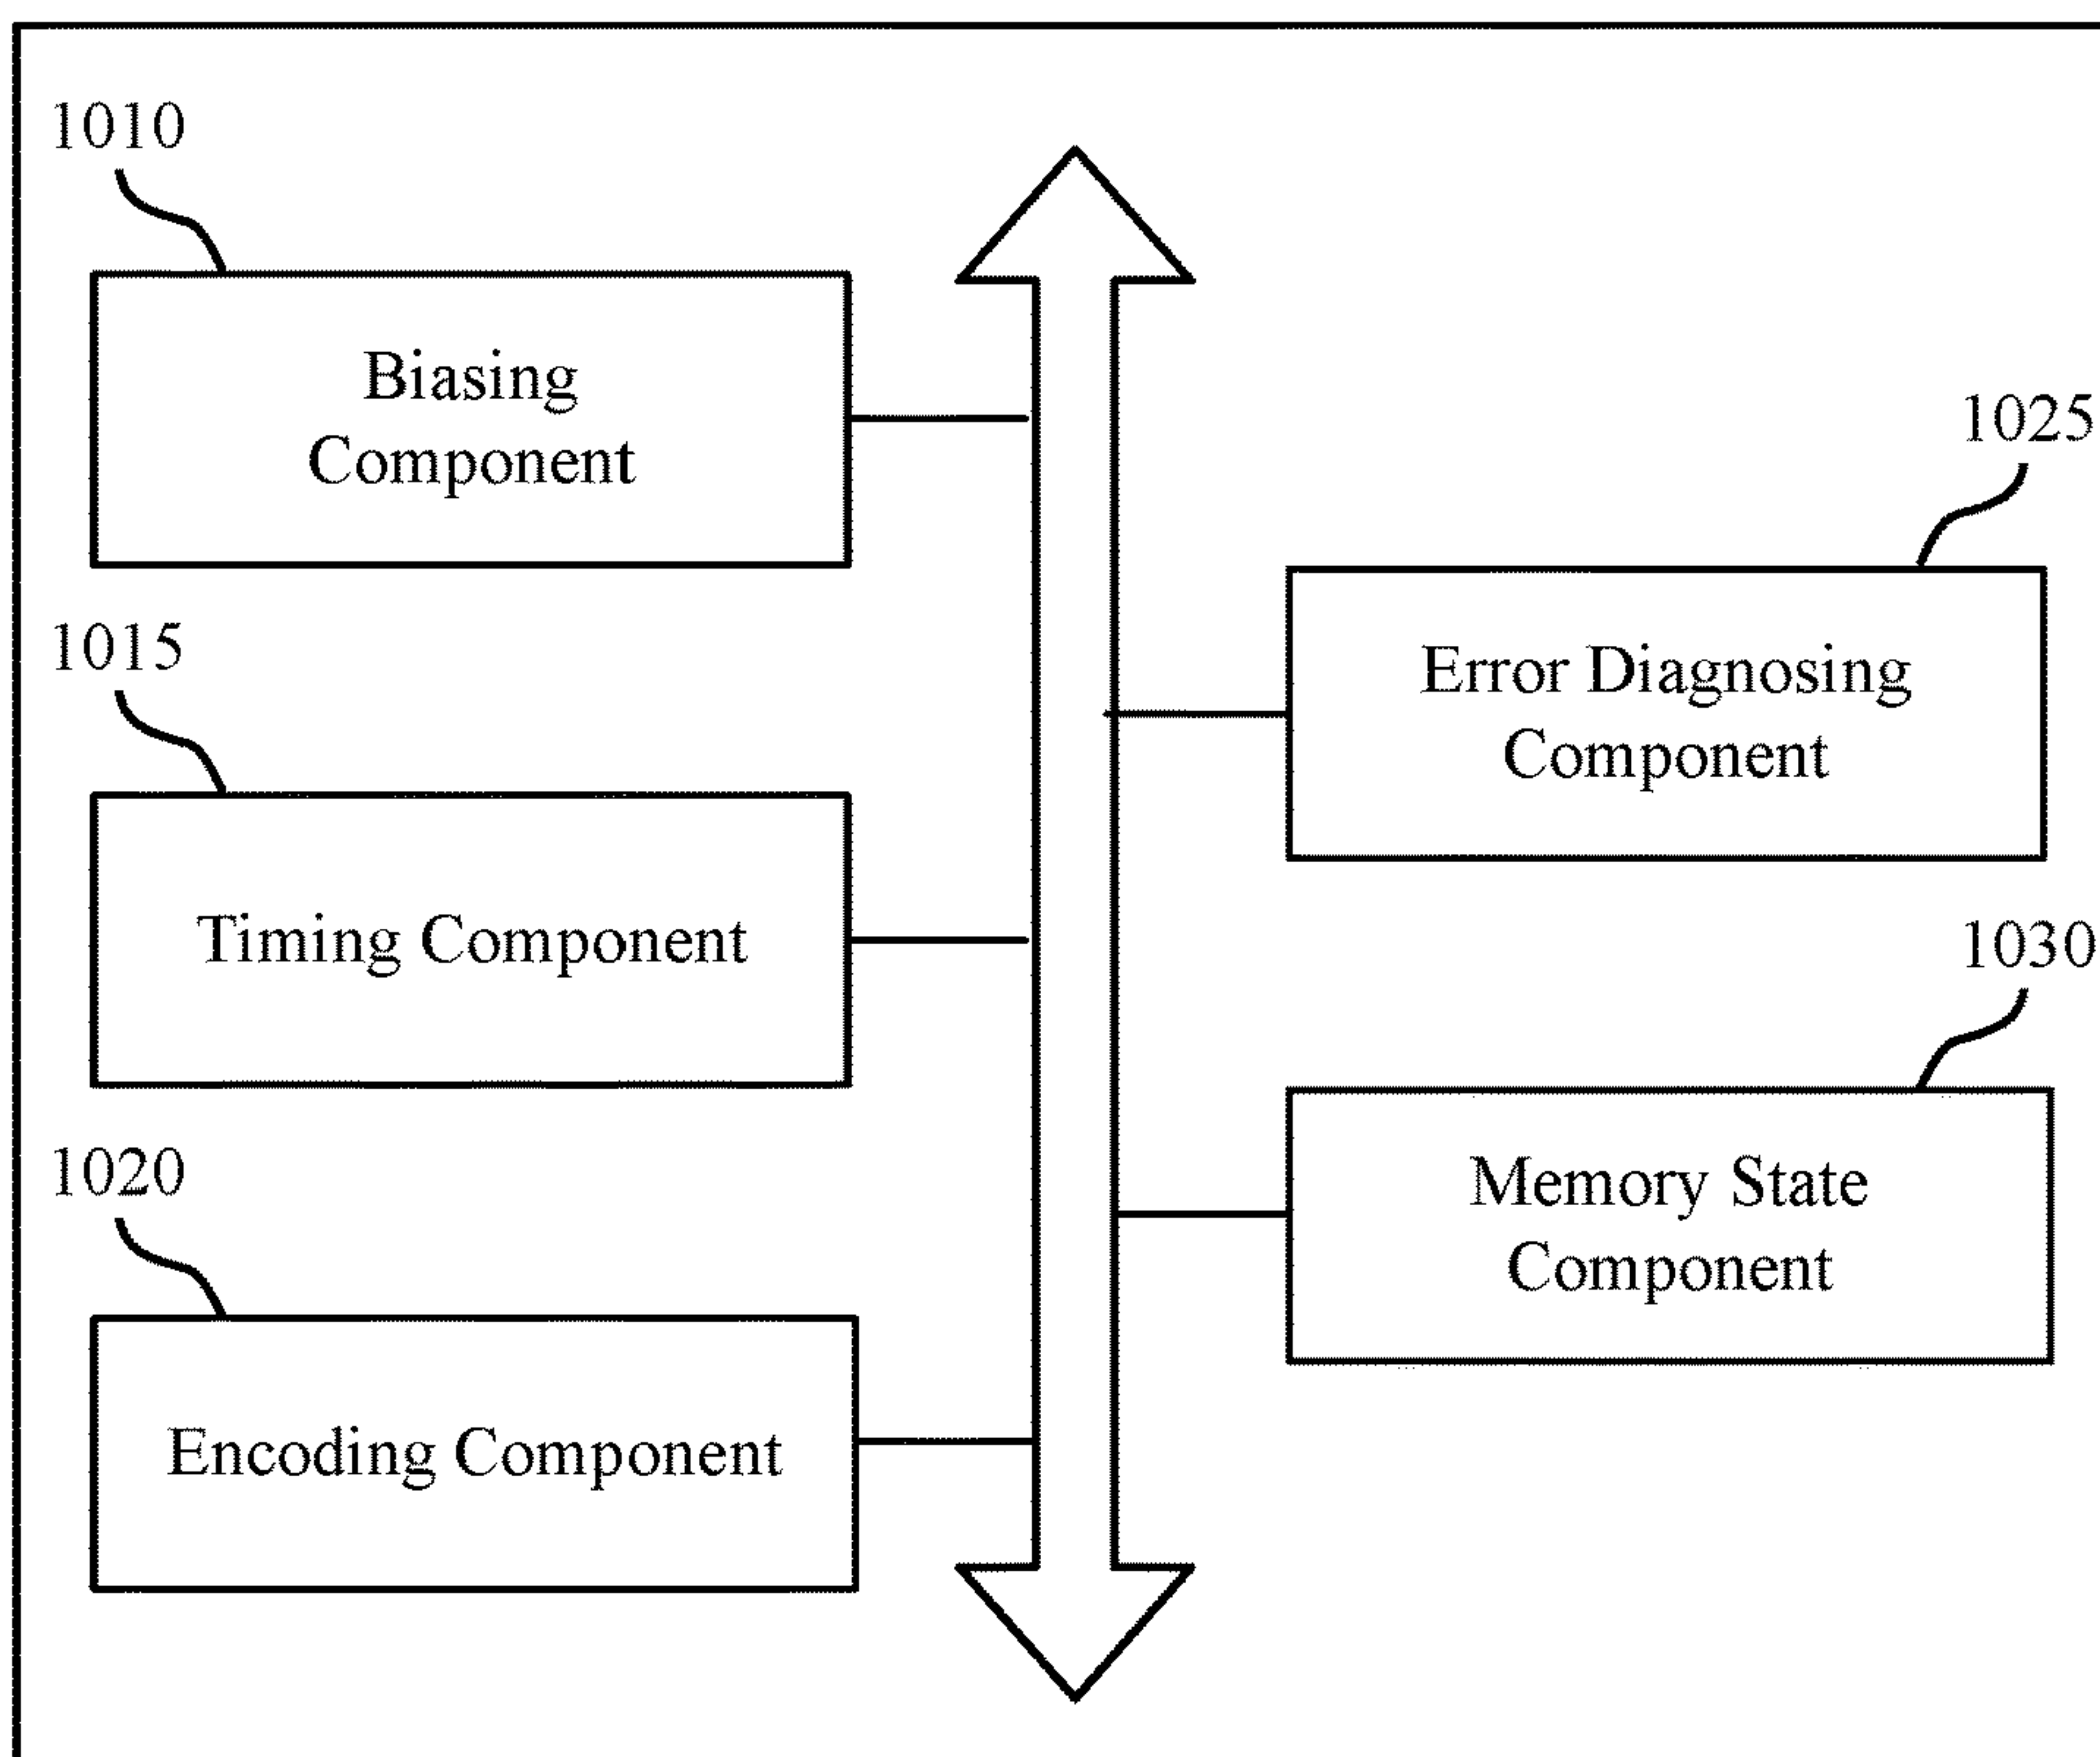 1010
Biasing
Component
1015
Timing Component
1020
Encoding Component
1025
Error Diagnosing
Component
1030
Memory State
Component